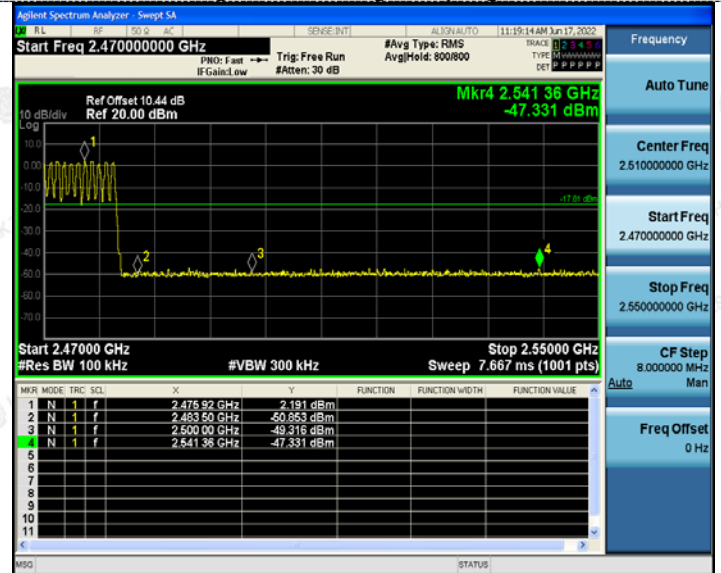 Agilent Spectrum Analyzer - Swept SA
RL RF 50 Ω AC SENSE:INT ALIGNAUTO 11:19:14 AM Jun 17, 2022
Start Freq 2.470000000 GHz
PNO: Fast
IFGain:Low
Trig: Free Run
#Atten: 30 dB
#Avg Type: RMS
Avg|Hold: 800/800
TRACE 1 2 3 4 5 6
TYPE M W W W W W
DET P P P P P P
Ref Offset 10.44 dB
Ref 20.00 dBm
10 dB/div
Log
Mkr4 2.541 36 GHz
-47.331 dBm
10.0
0.00
-10.0
-20.0
-30.0
-40.0
-50.0
-60.0
-70.0
1
2
3
4
-17.81 dBm
Start 2.47000 GHz Stop 2.55000 GHz
#Res BW 100 kHz #VBW 300 kHz Sweep 7.667 ms (1001 pts)
MKR MODE TRC SCL X Y FUNCTION FUNCTION WIDTH FUNCTION VALUE
1 N 1 f 2.475 92 GHz 2.191 dBm
2 N 1 f 2.483 50 GHz -50.853 dBm
3 N 1 f 2.500 00 GHz -49.316 dBm
4 N 1 f 2.541 36 GHz -47.331 dBm
5
6
7
8
9
10
11
MSG STATUS
Frequency
Auto Tune
Center Freq
2.510000000 GHz
Start Freq
2.470000000 GHz
Stop Freq
2.550000000 GHz
CF Step
8.000000 MHz
Auto Man
Freq Offset
0 Hz